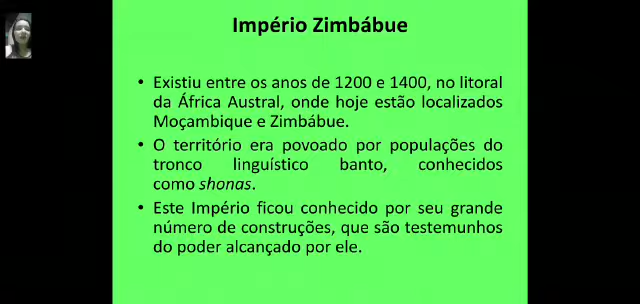 Império Zimbábue
• Existiu entre os anos de 1200 e 1400, no litoral
da África Austral, onde hoje estão localizados
Moçambique e Zimbábue.
• O território era povoado por populações do
tronco linguístico banto, conhecidos
como shonas.
• Este Império ficou conhecido por seu grande
número de construções, que são testemunhos
do poder alcançado por ele.